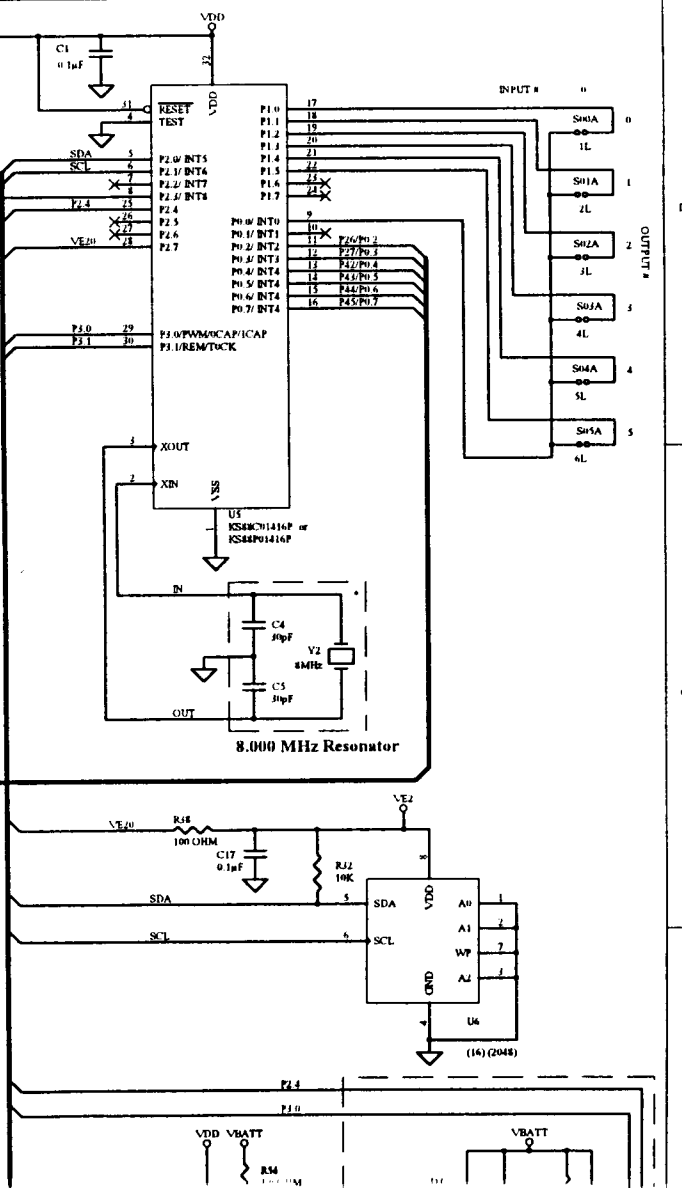 VDD
C1
0.1µF
32
VDD
INPUT #
0
31
RESET
4
TEST
P1.0
17
P1.1
18
P1.2
19
P1.3
20
P1.4
21
P1.5
22
P1.6
23
P1.7
24
S00A
0
1L
S01A
1
2L
S02A
2
3L
S03A
3
4L
S04A
4
5L
S05A
5
6L
OUTPUT #
SDA
5
P2.0/ INT5
SCL
6
P2.1/ INT6
7
P2.2/ INT7
8
P2.3/ INT8
P2.4
25
P2.4
26
P2.5
27
P2.6
VE20
28
P2.7
P0.0/ INT0
9
P0.1/ INT1
10
P0.2/ INT2
11
P26/P0.2
P0.3/ INT3
12
P27/P0.3
P0.4/ INT4
13
P42/P0.4
P0.5/ INT4
14
P43/P0.5
P0.6/ INT4
15
P44/P0.6
P0.7/ INT4
16
P45/P0.7
P3.0
29
P3.0/PWM/0CAP/1CAP
P3.1
30
P3.1/REM/T0CK
3
XOUT
2
XIN
VSS
1
U5
KS88C01416P or
KS88P01416P
IN
C4
30pF
Y2
8MHz
C5
30pF
OUT
8.000 MHz Resonator
VE2
VE20
R38
100 OHM
C17
0.1µF
R32
10K
8
SDA
5
SDA
VDD
A0
1
A1
2
SCL
6
SCL
WP
7
A2
3
GND
4
U6
(16) (2048)
P2.4
P3.0
VDD
VBATT
R54
VBATT